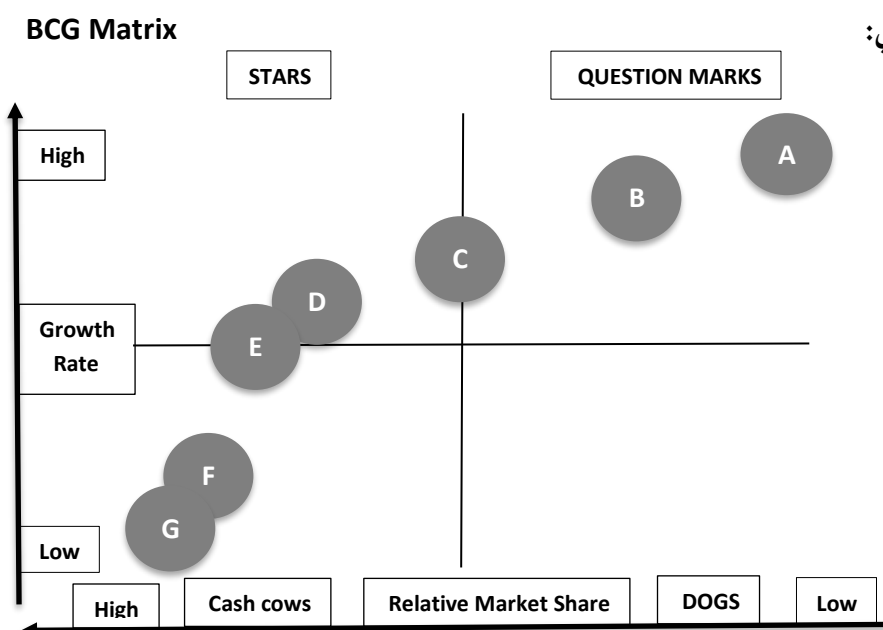 BCG Matrix
STARS
QUESTION MARKS
High
A
B
C
D
Growth
Rate
E
F
G
Low
High
Cash cows
Relative Market Share
DOGS
Low